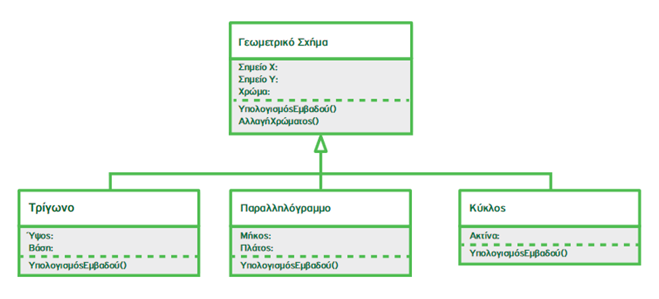 Γεωμετρικό Σχήμα
Σημείο Χ:
Σημείο Υ:
Χρώμα:
ΥπολογισμόςΕμβαδού()
ΑλλαγήΧρώματος()
Τρίγωνο
Ύψος:
Βάση:
ΥπολογισμόςΕμβαδού()
Παραλληλόγραμμο
Μήκος:
Πλάτος:
ΥπολογισμόςΕμβαδού()
Κύκλος
Ακτίνα:
ΥπολογισμόςΕμβαδού()